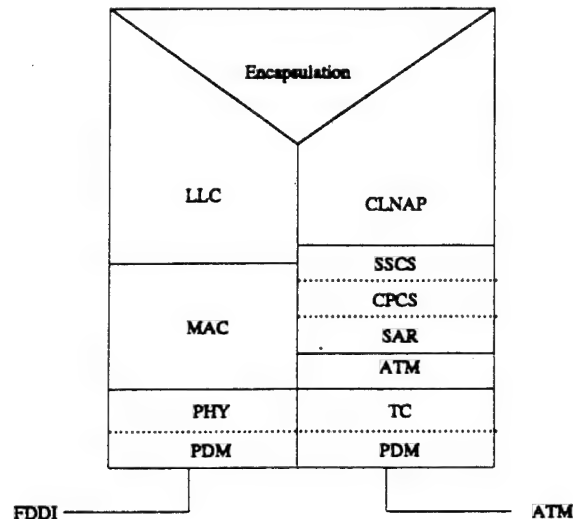 Encapsulation
LLC
CLNAP
SSCS
CPCS
MAC
SAR
ATM
PHY
TC
PDM
PDM
FDDI
ATM